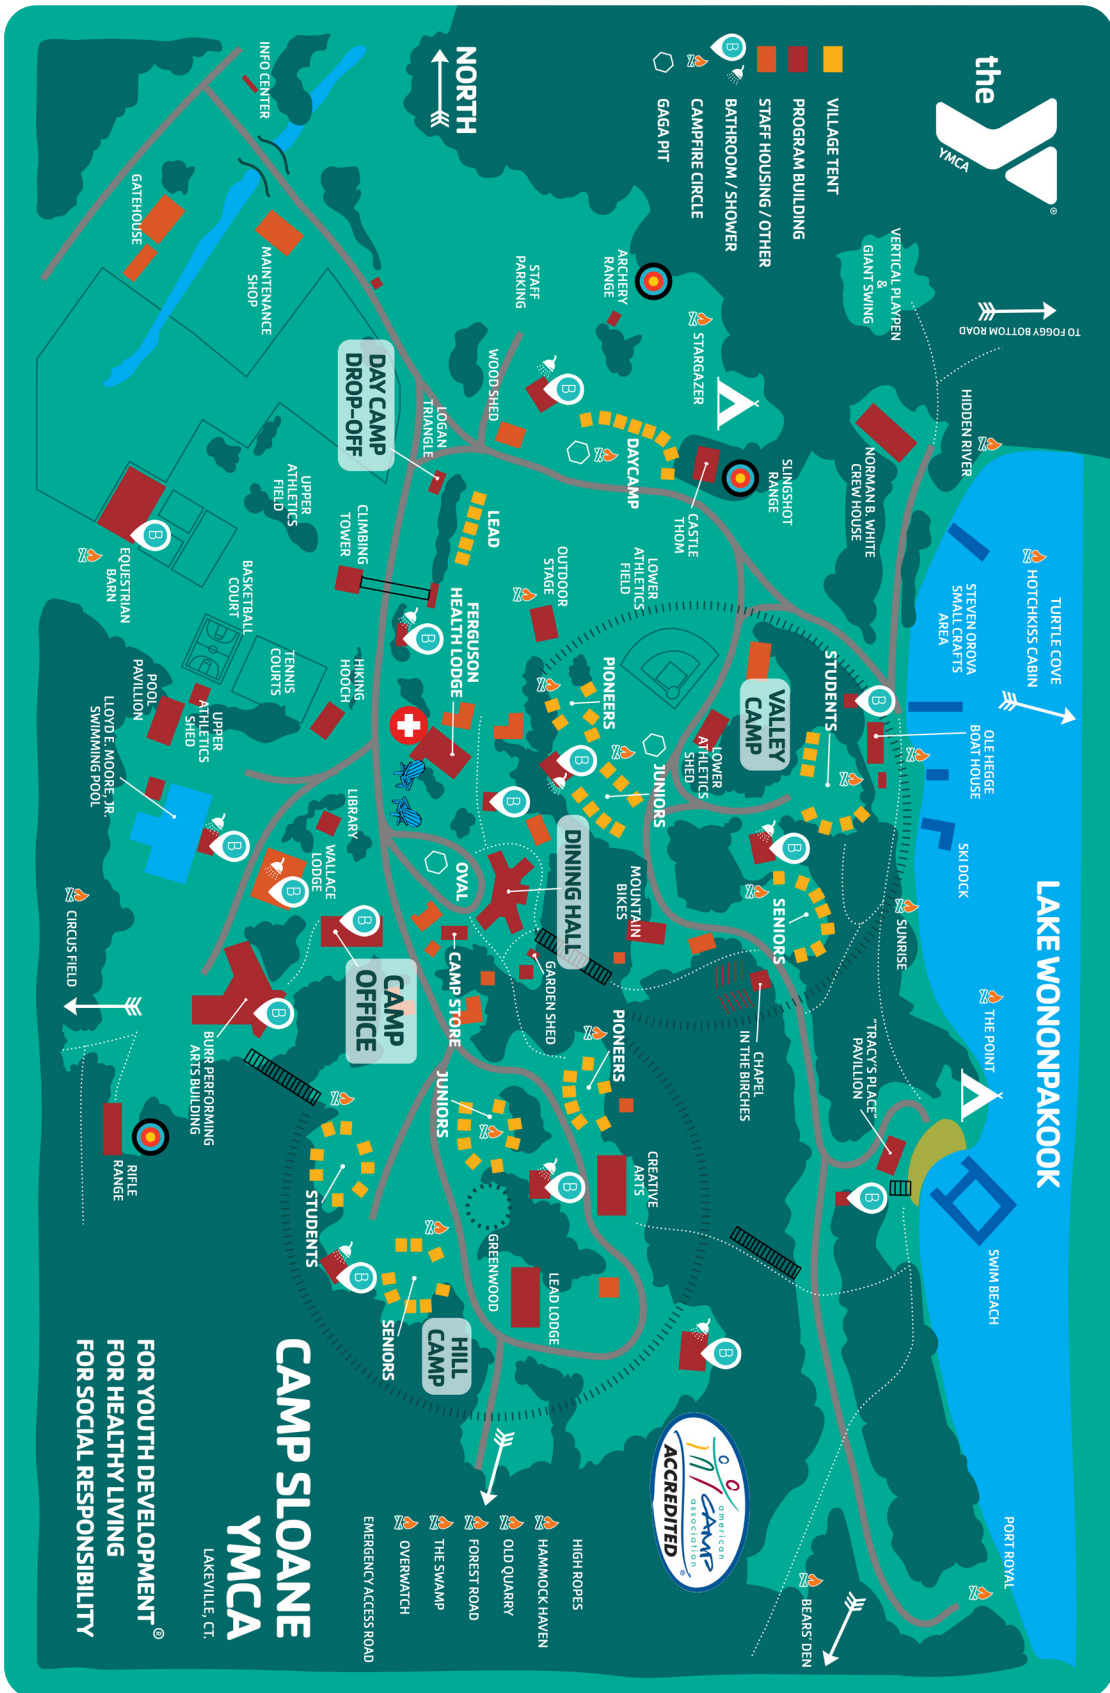 the
YMCA
®
VILLAGE TENT
PROGRAM BUILDING
STAFF HOUSING / OTHER
B
BATHROOM / SHOWER
CAMPFIRE CIRCLE
GAGA PIT
NORTH
TO FOGGY BOTTOM ROAD
VERTICAL PLAYPEN
&
GIANT SWING
HIDDEN RIVER
NORMAN B. WHITE
CREW HOUSE
TURTLE COVE
HOTCHKISS CABIN
STEVEN OROVA
SMALL CRAFTS
AREA
OLE HEGGE
BOAT HOUSE
SKI DOCK
LAKE WONONPAKOOK
SUNRISE
THE POINT
"TRACY'S PLACE"
PAVILLION
B
SWIM BEACH
PORT ROYAL
BEARS' DEN
ARCHERY
RANGE
STARGAZER
STAFF
PARKING
WOOD SHED
B
DAYCAMP
SLINGSHOT
RANGE
CASTLE
THOM
LOWER
ATHLETICS
FIELD
OUTDOOR
STAGE
STUDENTS
B
VALLEY
CAMP
LOWER
ATHLETICS
SHED
PIONEERS
JUNIORS
B
B
SENIORS
B
MOUNTAIN
BIKES
CHAPEL
IN THE BIRCHES
DINING HALL
GARDEN SHED
OVAL
CAMP STORE
INFO CENTER
GATEHOUSE
MAINTENANCE
SHOP
DAY CAMP
DROP-OFF
LOGAN
TRIANGLE
LEAD
CLIMBING
TOWER
B
FERGUSON
HEALTH LODGE
UPPER
ATHLETICS
FIELD
B
EQUESTRIAN
BARN
BASKETBALL
COURT
TENNIS
COURTS
HIKING
HOOCH
UPPER
ATHLETICS
SHED
POOL
PAVILLION
LLOYD E. MOORE, JR.
SWIMMING POOL
B
LIBRARY
WALLACE
LODGE
B
B
CAMP
OFFICE
B
BURR PERFORMING
ARTS BUILDING
CIRCUS FIELD
RIFLE
RANGE
PIONEERS
JUNIORS
CREATIVE
ARTS
B
GREENWOOD
LEAD LODGE
STUDENTS
B
SENIORS
HILL
CAMP
B
american
CAMP
association
®
ACCREDITED
HIGH ROPES
HAMMOCK HAVEN
OLD QUARRY
FOREST ROAD
THE SWAMP
OVERWATCH
EMERGENCY ACCESS ROAD
CAMP SLOANE
YMCA
LAKEVILLE, CT.
FOR YOUTH DEVELOPMENT®
FOR HEALTHY LIVING
FOR SOCIAL RESPONSIBILITY